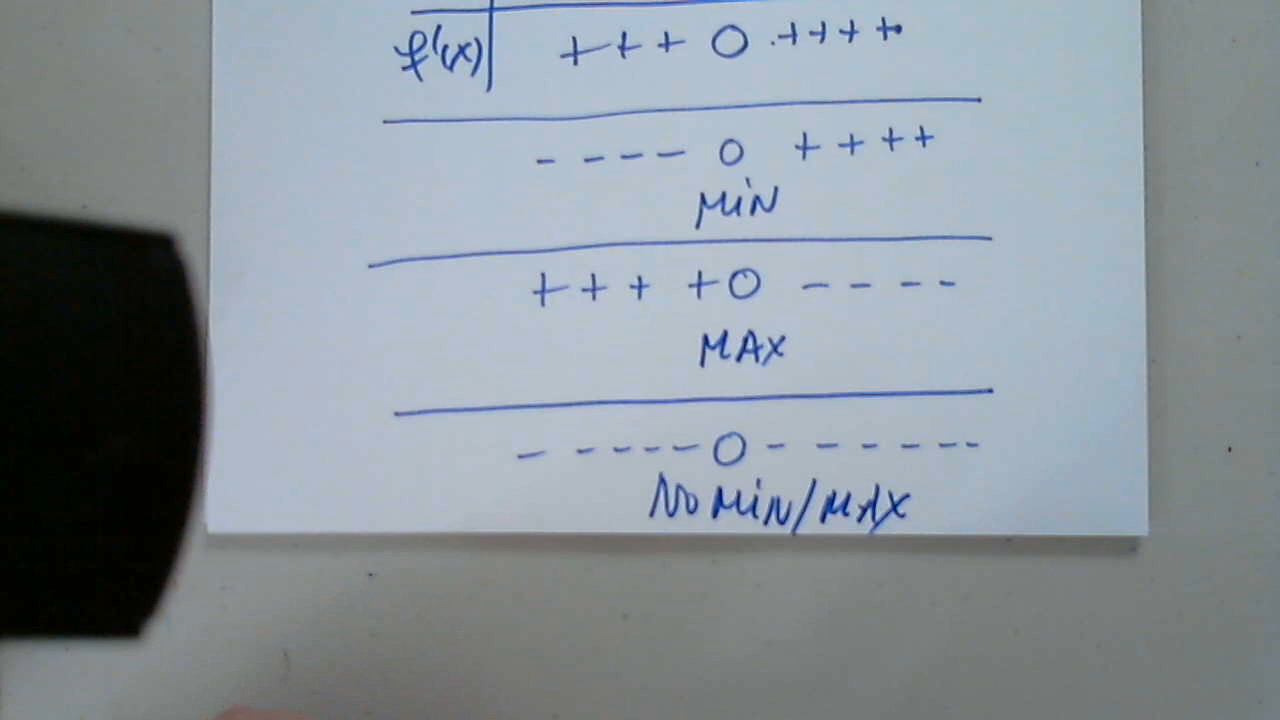 f'(x) + + + 0 + + + +
- - - - 0 + + + +
MiN
+ + + + 0 - - - -
MAX
- - - - - 0 - - - - - -
NO MiN/MAX